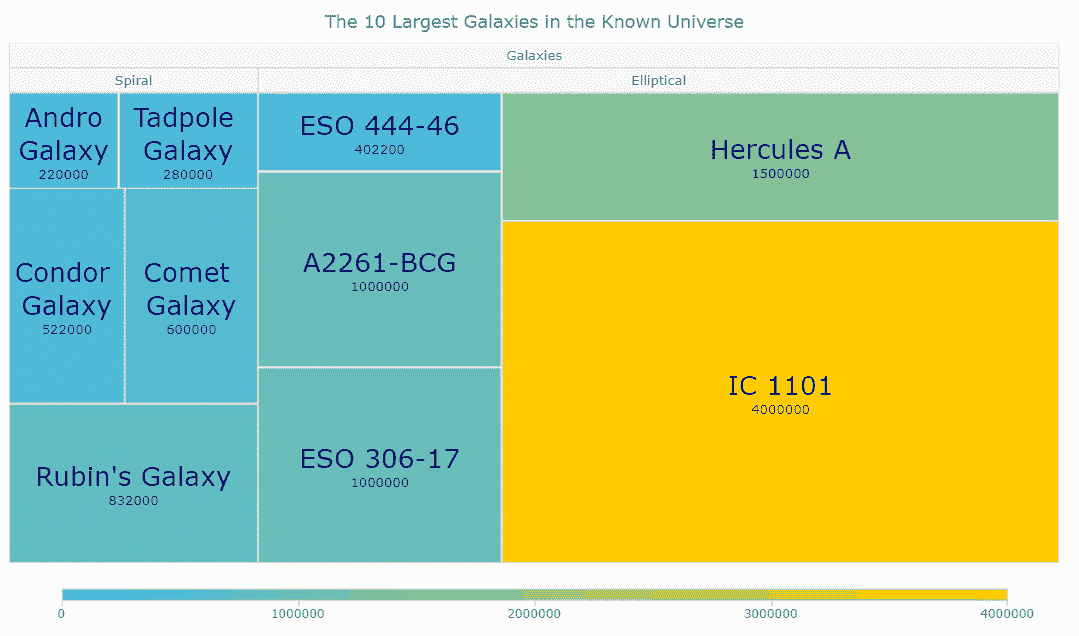 The 10 Largest Galaxies in the Known Universe
Galaxies
Spiral
Elliptical
Andro
Galaxy
220000
Tadpole
Galaxy
280000
Condor
Galaxy
522000
Comet
Galaxy
600000
Rubin's Galaxy
832000
ESO 444-46
402200
A2261-BCG
1000000
ESO 306-17
1000000
Hercules A
1500000
IC 1101
4000000
0
1000000
2000000
3000000
4000000